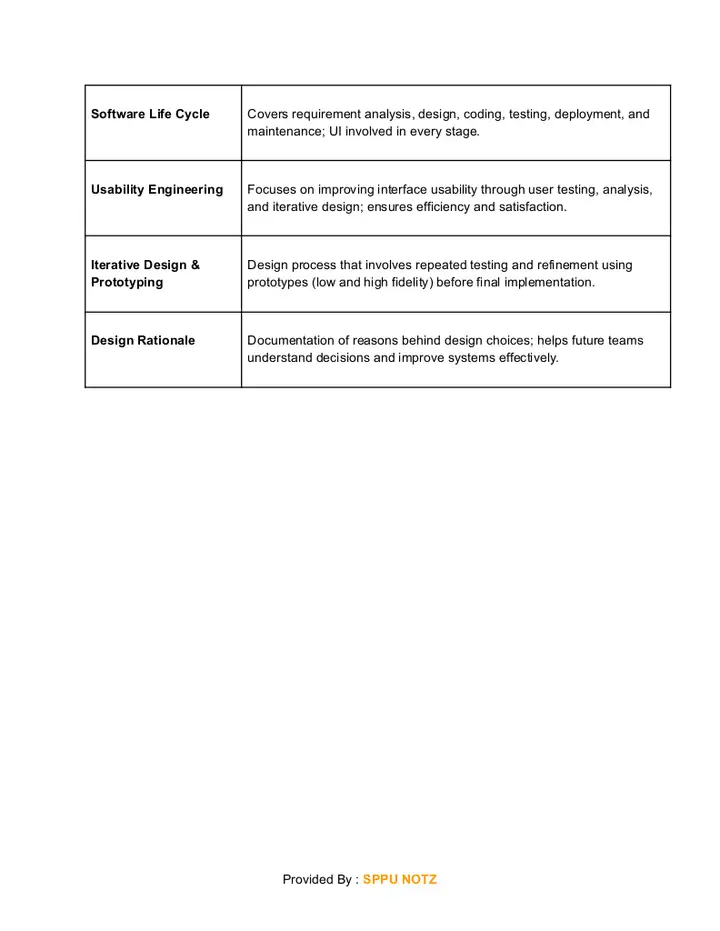 Software Life Cycle
Covers requirement analysis, design, coding, testing, deployment, and
maintenance; UI involved in every stage.
Usability Engineering
Focuses on improving interface usability through user testing, analysis,
and iterative design; ensures efficiency and satisfaction.
Iterative Design &
Prototyping
Design process that involves repeated testing and refinement using
prototypes (low and high fidelity) before final implementation.
Design Rationale
Documentation of reasons behind design choices; helps future teams
understand decisions and improve systems effectively.
Provided By : SPPU NOTZ